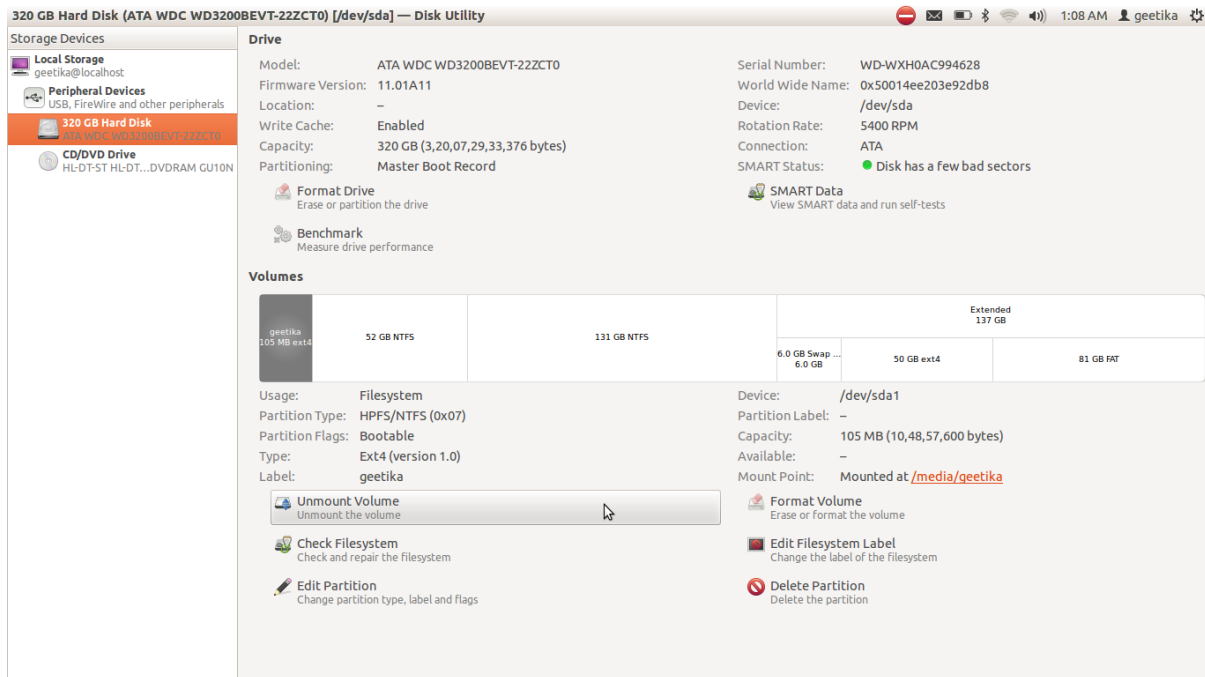 320 GB Hard Disk (ATA WDC WD3200BEVT-22ZCT0) [/dev/sda] — Disk Utility
1:08 AM geetika
Storage Devices
Local Storage
geetika@localhost
Peripheral Devices
USB, FireWire and other peripherals
320 GB Hard Disk
ATA WDC WD3200BEVT-22ZCT0
CD/DVD Drive
HL-DT-ST HL-DT...DVDRAM GU10N
Drive
Model: ATA WDC WD3200BEVT-22ZCT0
Serial Number: WD-WXH0AC994628
Firmware Version: 11.01A11
World Wide Name: 0x50014ee203e92db8
Location: –
Device: /dev/sda
Write Cache: Enabled
Rotation Rate: 5400 RPM
Capacity: 320 GB (3,20,07,29,33,376 bytes)
Connection: ATA
Partitioning: Master Boot Record
SMART Status: Disk has a few bad sectors
Format Drive
Erase or partition the drive
SMART Data
View SMART data and run self-tests
Benchmark
Measure drive performance
Volumes
geetika
105 MB ext4
52 GB NTFS
131 GB NTFS
Extended
137 GB
6.0 GB Swap ...
6.0 GB
50 GB ext4
81 GB FAT
Usage: Filesystem
Device: /dev/sda1
Partition Type: HPFS/NTFS (0x07)
Partition Label: –
Partition Flags: Bootable
Capacity: 105 MB (10,48,57,600 bytes)
Type: Ext4 (version 1.0)
Available: –
Label: geetika
Mount Point: Mounted at /media/geetika
Unmount Volume
Unmount the volume
Format Volume
Erase or format the volume
Check Filesystem
Check and repair the filesystem
Edit Filesystem Label
Change the label of the filesystem
Edit Partition
Change partition type, label and flags
Delete Partition
Delete the partition